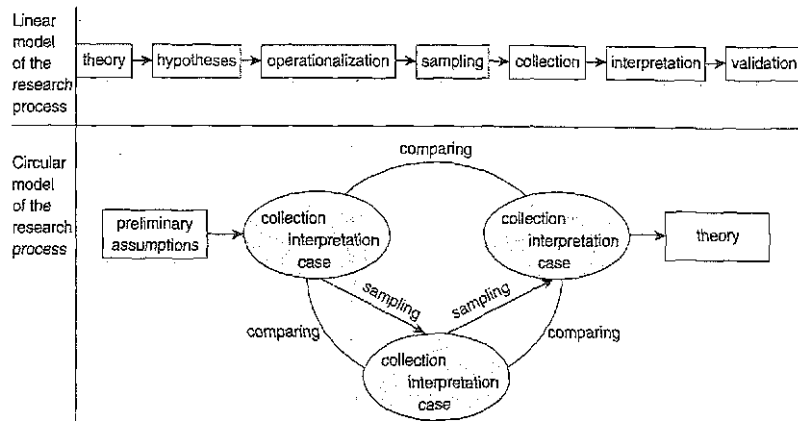 Linear
model
of the
research
process
theory
hypotheses
operationalization
sampling
collection
interpretation
validation
Circular
model
of the
research
process
preliminary
assumptions
comparing
collection
interpretation
case
collection
interpretation
case
theory
sampling
sampling
comparing
comparing
collection
interpretation
case